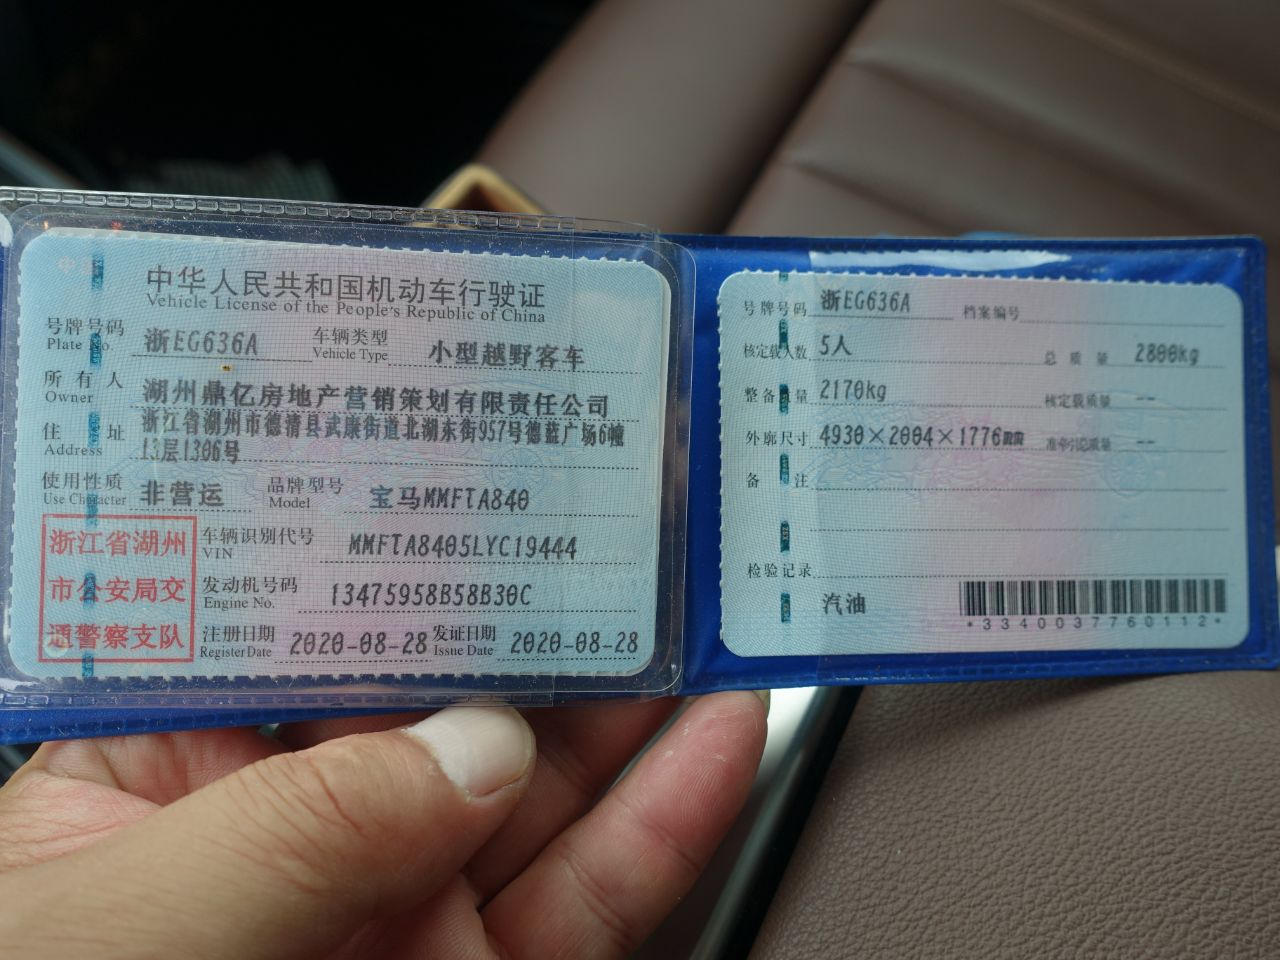 中华人民共和国机动车行驶证
Vehicle License of the People's Republic of China
号牌号码 浙EG636A 车辆类型 小型越野客车
Plate No. Vehicle Type
所有人 湖州鼎亿房地产营销策划有限责任公司
Owner
住址 浙江省湖州市德清县武康街道北湖东街957号德蓝广场6幢
Address 13层1306号
使用性质 非营运 品牌型号 宝马MMFTA840
Use Character Model
浙江省湖州
市公安局交
通警察支队
车辆识别代号 MMFTA8405LYC19444
VIN
发动机号码 13475958B58B30C
Engine No.
注册日期 2020-08-28 发证日期 2020-08-28
Register Date Issue Date
号牌号码 浙EG636A 档案编号
核定载人数 5人 总质量 2800kg
整备质量 2170kg 核定载质量 --
外廓尺寸 4930×2004×1776mm 准牵引总质量 --
备注
检验记录
汽油
*3340037760112*